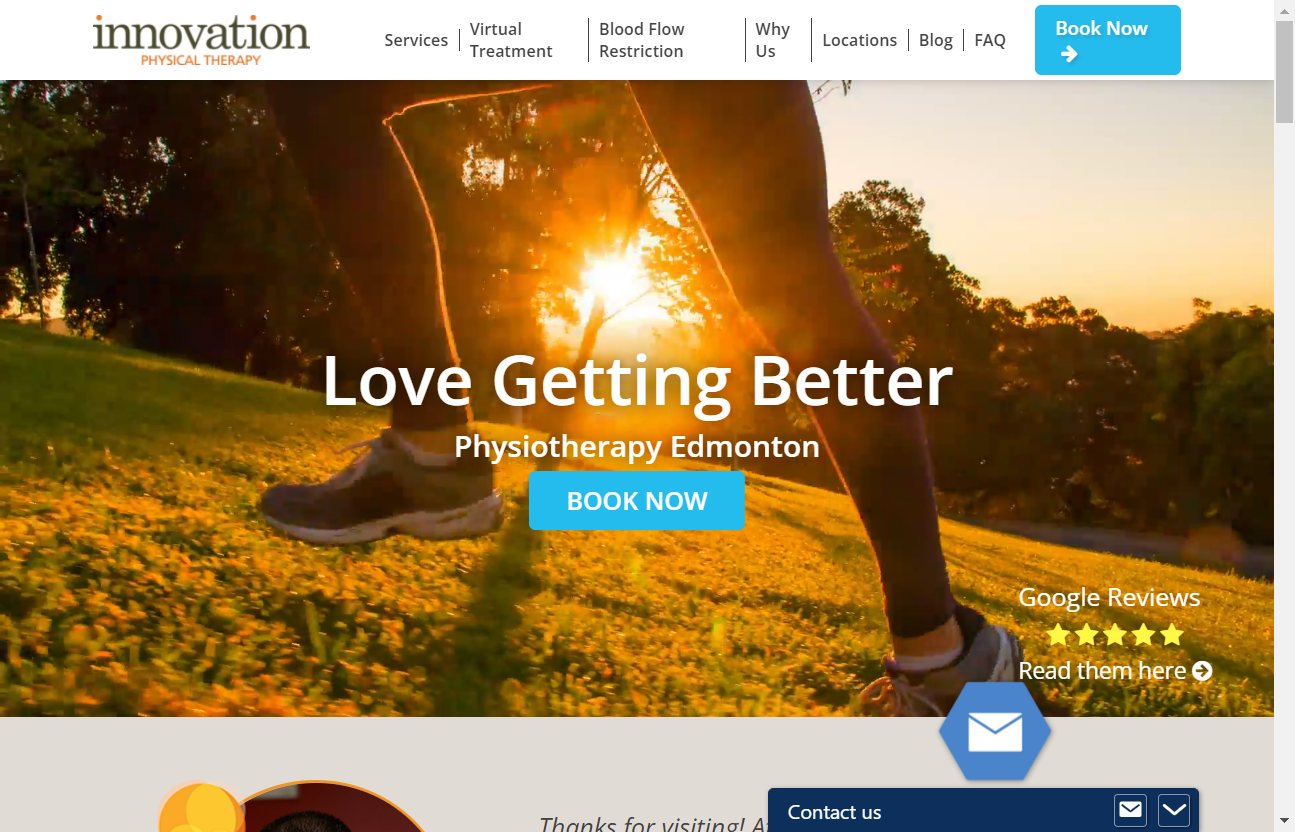 innovation
PHYSICAL THERAPY
Services
Virtual
Treatment
Blood Flow
Restriction
Why
Us
Locations
Blog
FAQ
Book Now
Love Getting Better
Physiotherapy Edmonton
BOOK NOW
Google Reviews
Read them here
Thanks for visiting!
Contact us